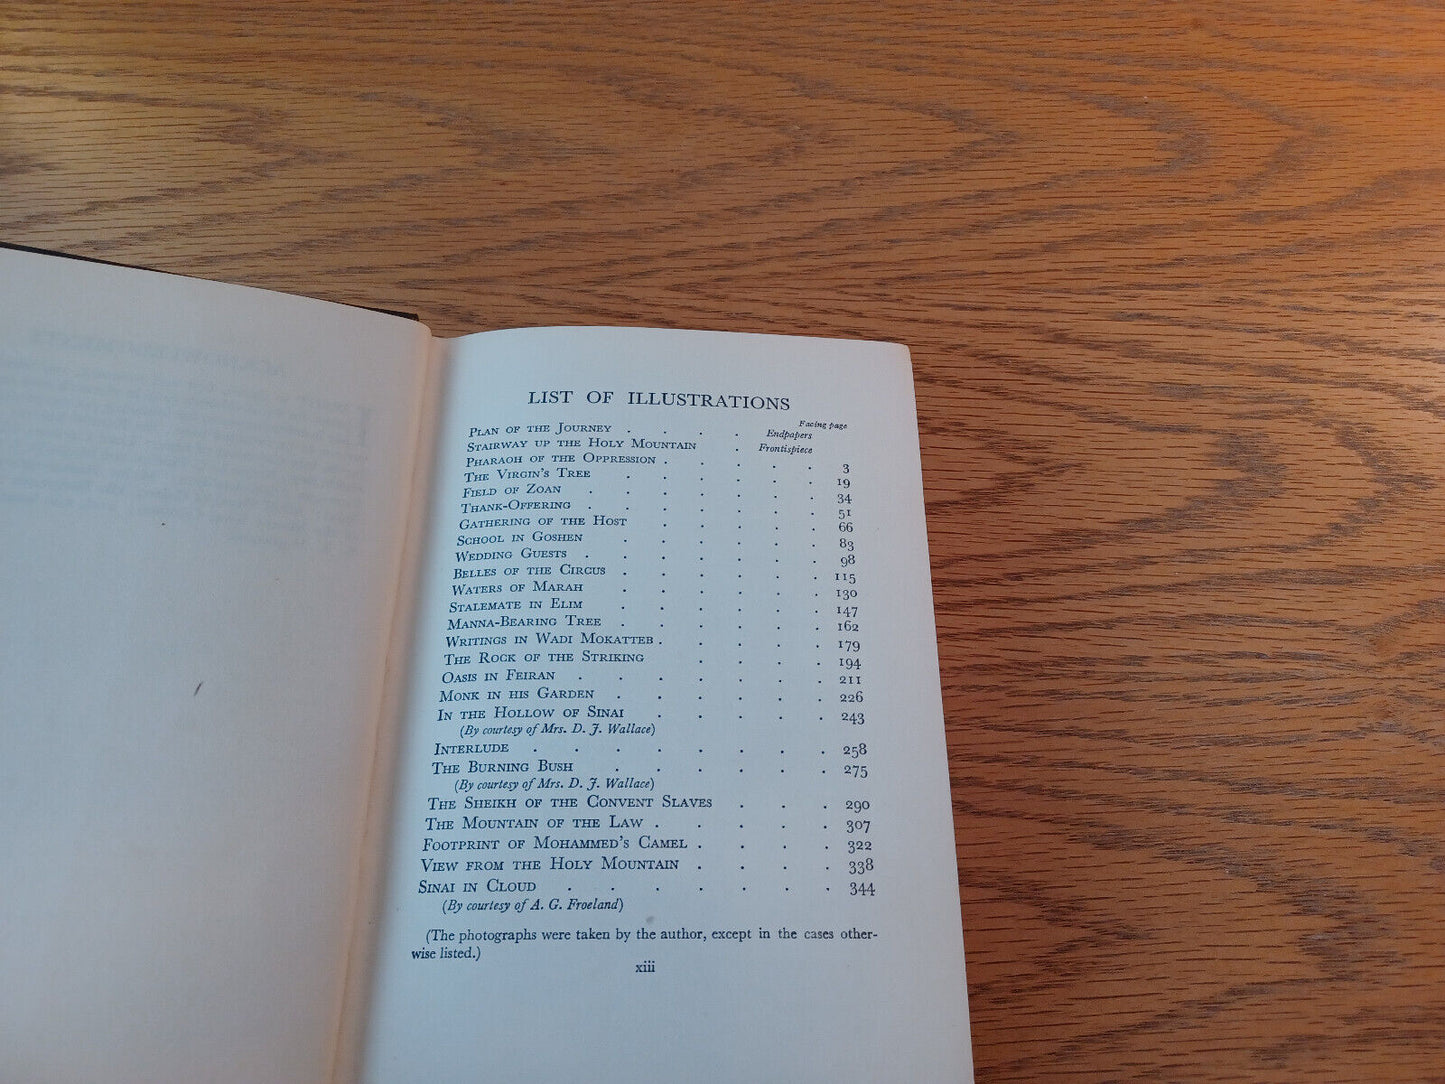 LIST OF ILLUSTRATIONS
Facing page
Plan of the Journey . . . . Endpapers
Stairway up the Holy Mountain . Frontispiece
Pharaoh of the Oppression . . . . . 3
The Virgin's Tree . . . . . . 19
Field of Zoan . . . . . . . 34
Thank-Offering . . . . . . . 51
Gathering of the Host . . . . . 66
School in Goshen . . . . . . 83
Wedding Guests . . . . . . . 98
Belles of the Circus . . . . . . 115
Waters of Marah . . . . . . 130
Stalemate in Elim . . . . . . 147
Manna-Bearing Tree . . . . . . 162
Writings in Wadi Mokatteb . . . . . 179
The Rock of the Striking . . . . 194
Oasis in Feiran . . . . . . . 211
Monk in his Garden . . . . . . 226
In the Hollow of Sinai . . . . . 243
(By courtesy of Mrs. D. J. Wallace)
Interlude . . . . . . . . 258
The Burning Bush . . . . . . 275
(By courtesy of Mrs. D. J. Wallace)
The Sheikh of the Convent Slaves . . . 290
The Mountain of the Law . . . . . 307
Footprint of Mohammed's Camel . . . . 322
View from the Holy Mountain . . . . 338
Sinai in Cloud . . . . . . . 344
(By courtesy of A. G. Froeland)
(The photographs were taken by the author, except in the cases other-
wise listed.)
xiii